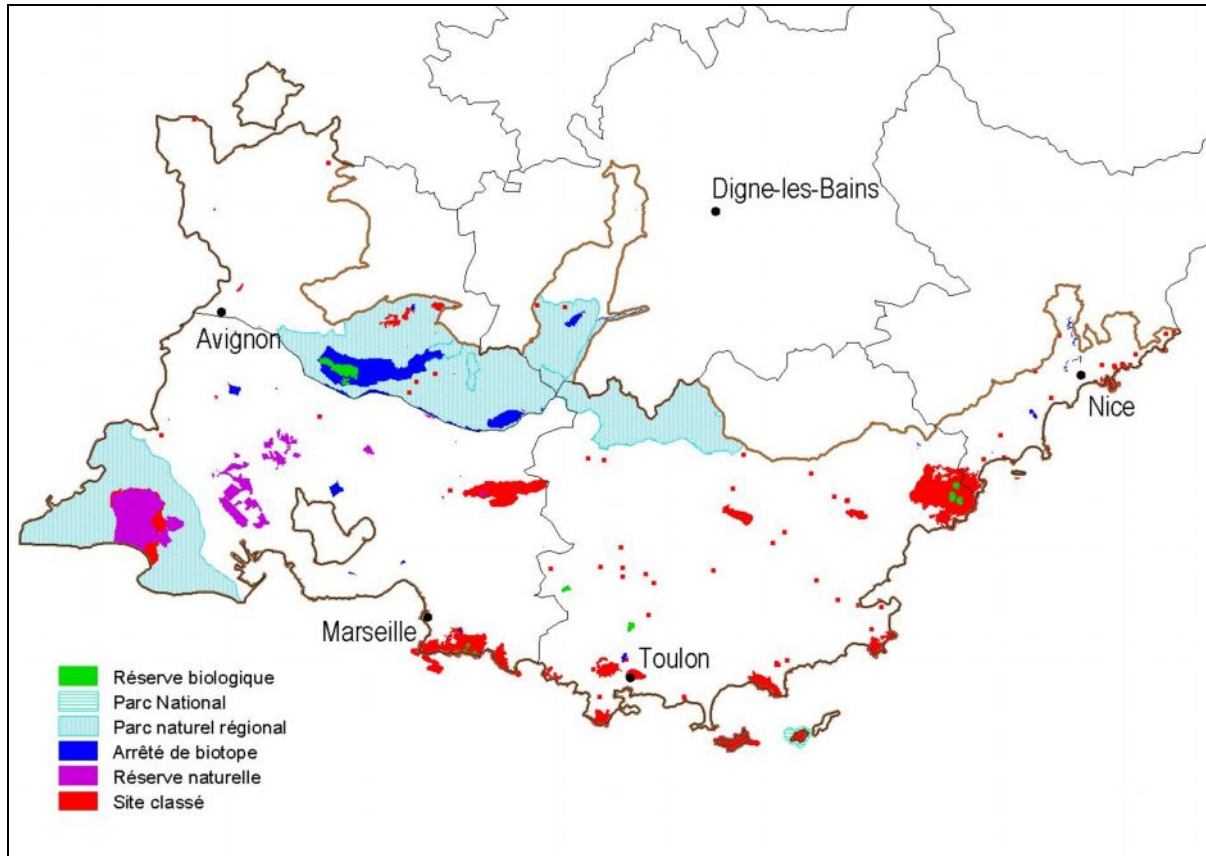 Digne-les-Bains
Avignon
Nice
Marseille
Toulon
Réserve biologique
Parc National
Parc naturel régional
Arrêté de biotope
Réserve naturelle
Site classé